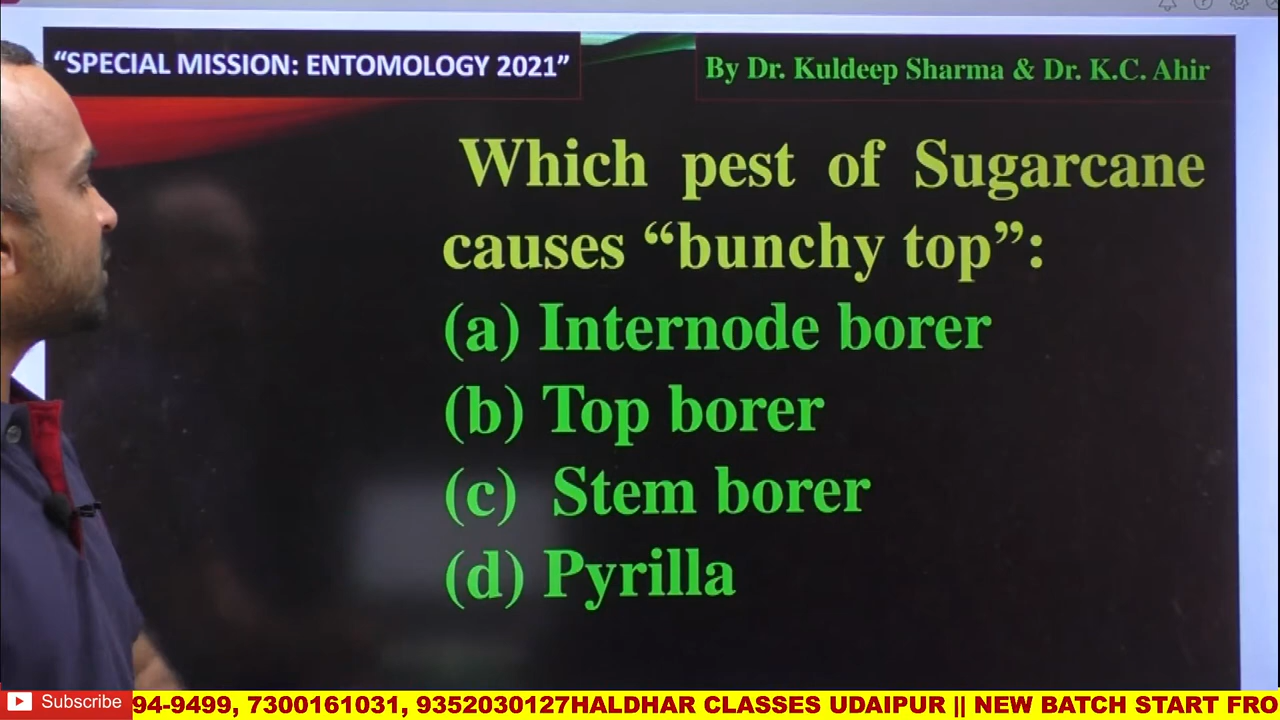 “SPECIAL MISSION: ENTOMOLOGY 2021”
By Dr. Kuldeep Sharma & Dr. K.C. Ahir
Which pest of Sugarcane
causes “bunchy top”:
(a) Internode borer
(b) Top borer
(c) Stem borer
(d) Pyrilla
Subscribe
94-9499, 7300161031, 9352030127HALDHAR CLASSES UDAIPUR || NEW BATCH START FRO